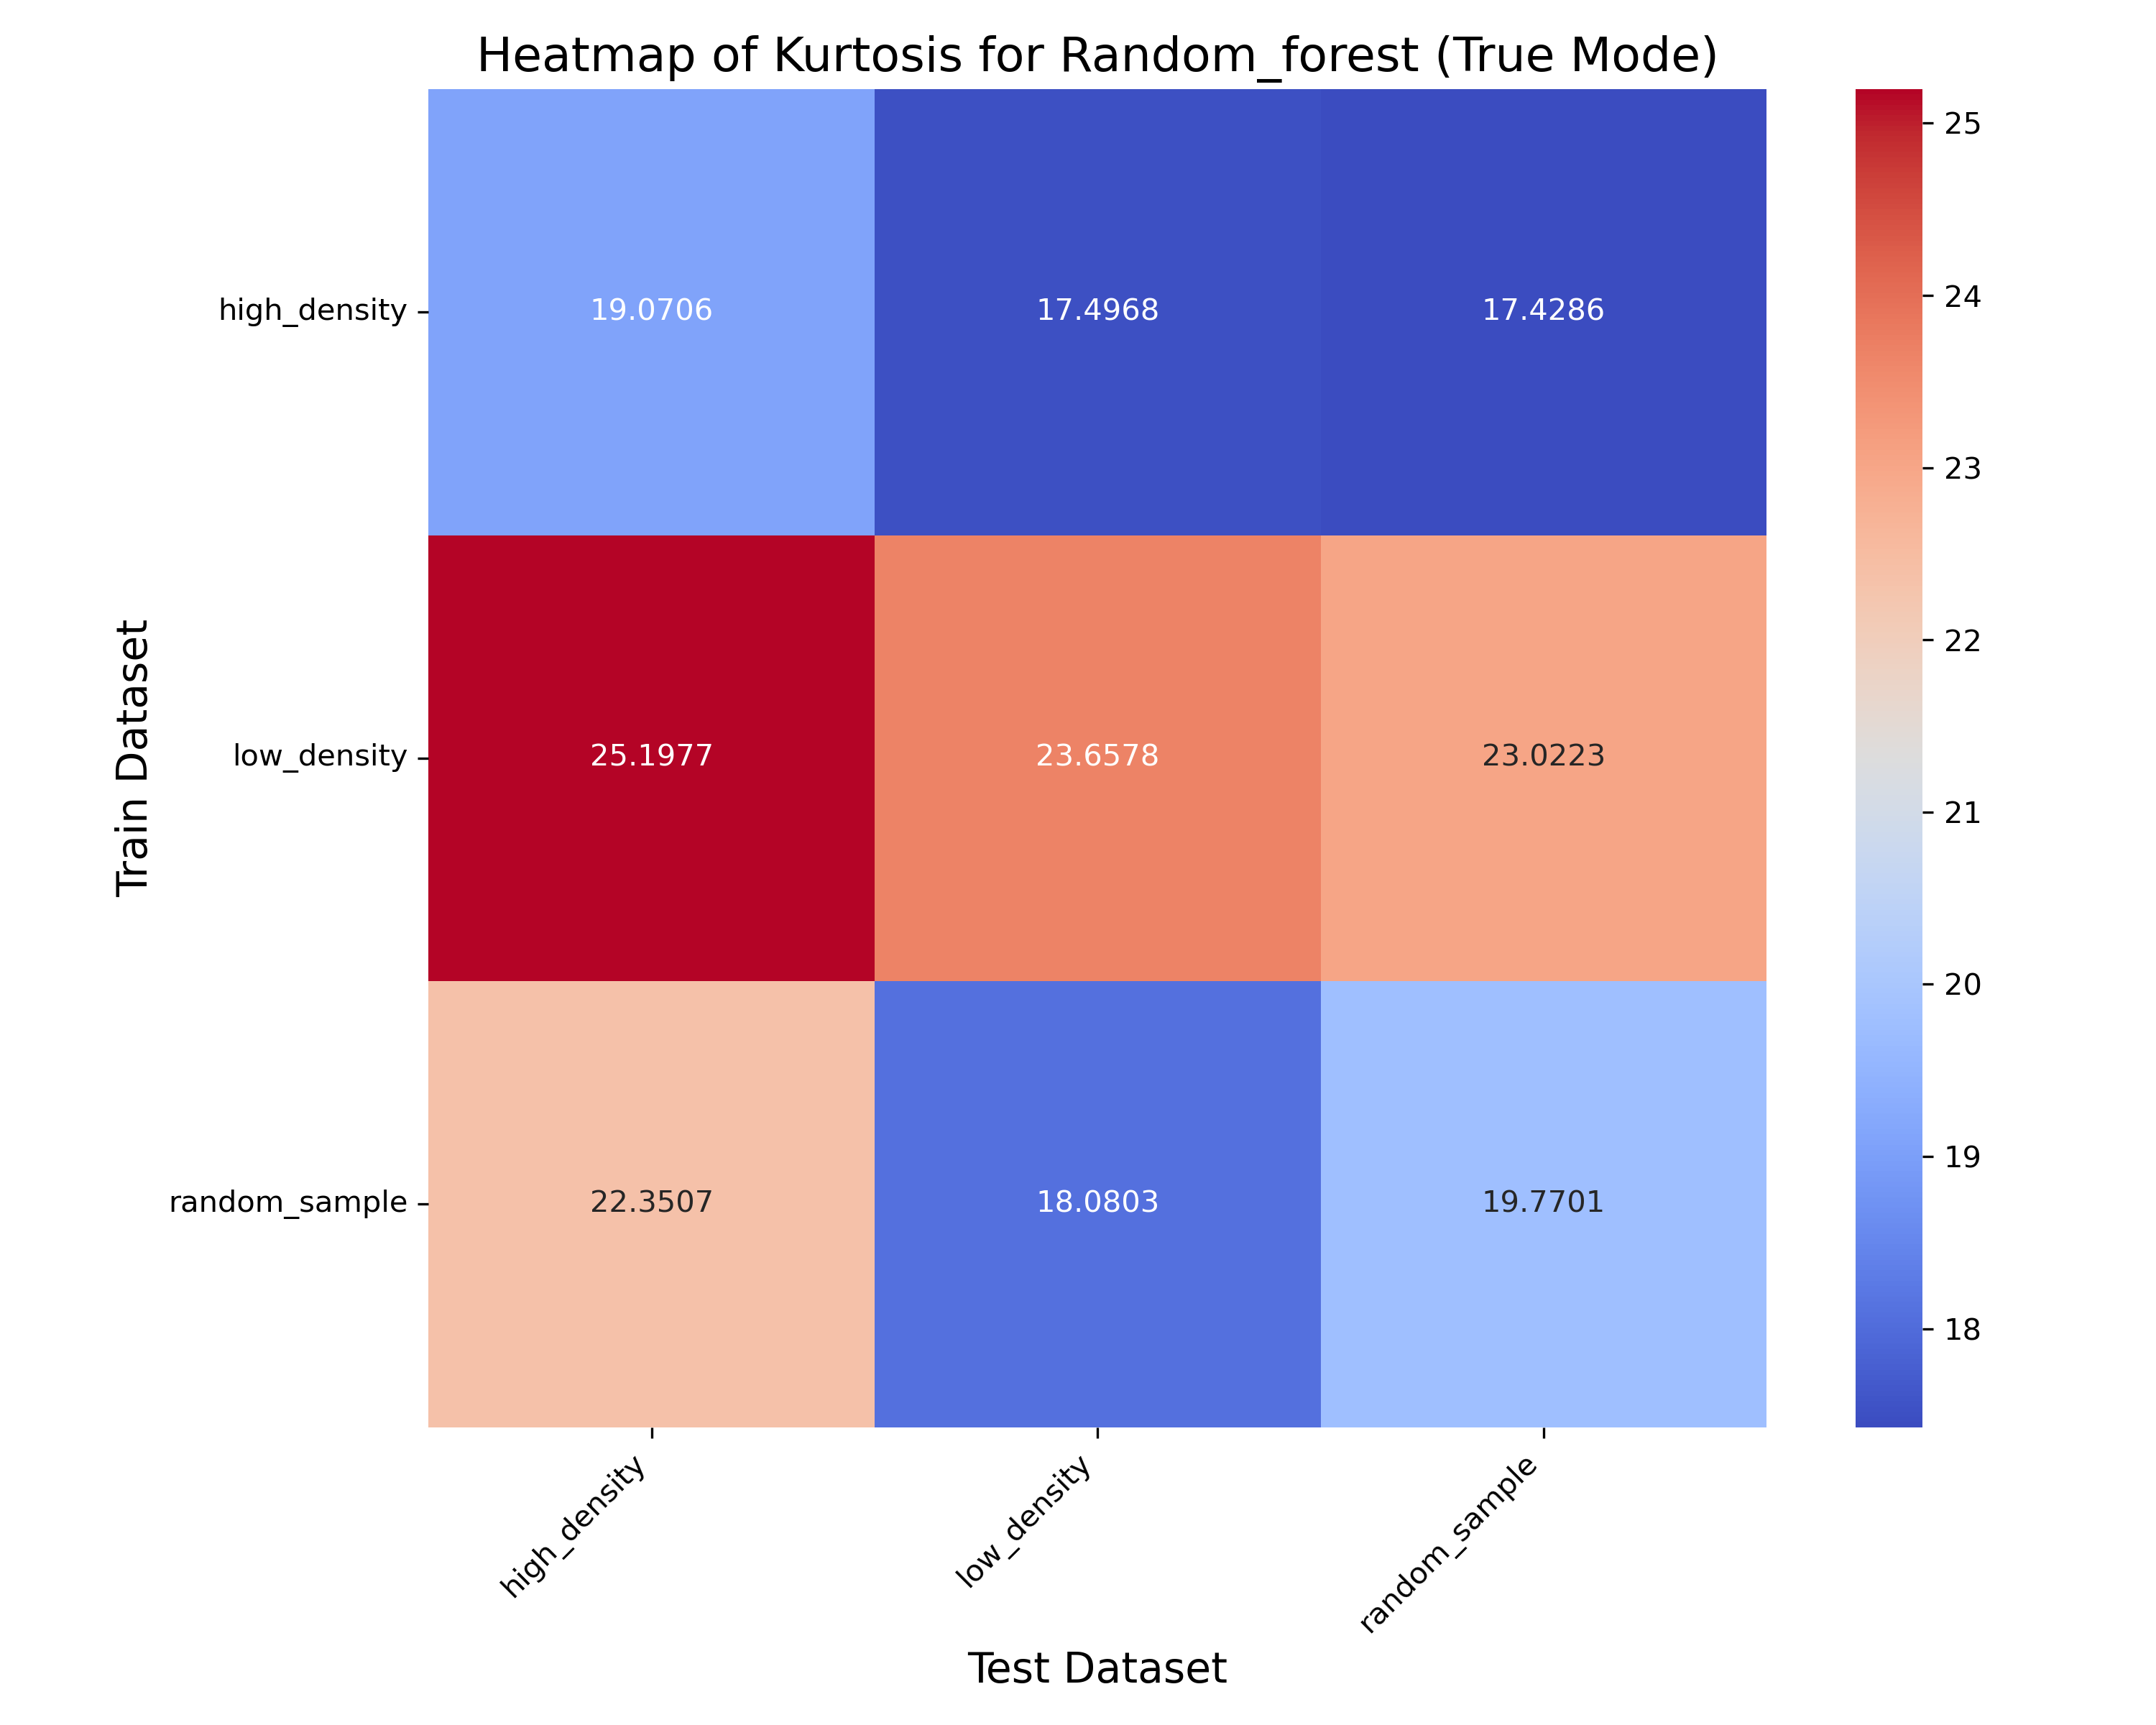 Heatmap of Kurtosis for Random_forest (True Mode)
Train Dataset
high_density
19.0706 17.4968 17.4286
low_density
25.1977 23.6578 23.0223
random_sample
22.3507 18.0803 19.7701
high_density
low_density
random_sample
Test Dataset
25
24
23
22
21
20
19
18